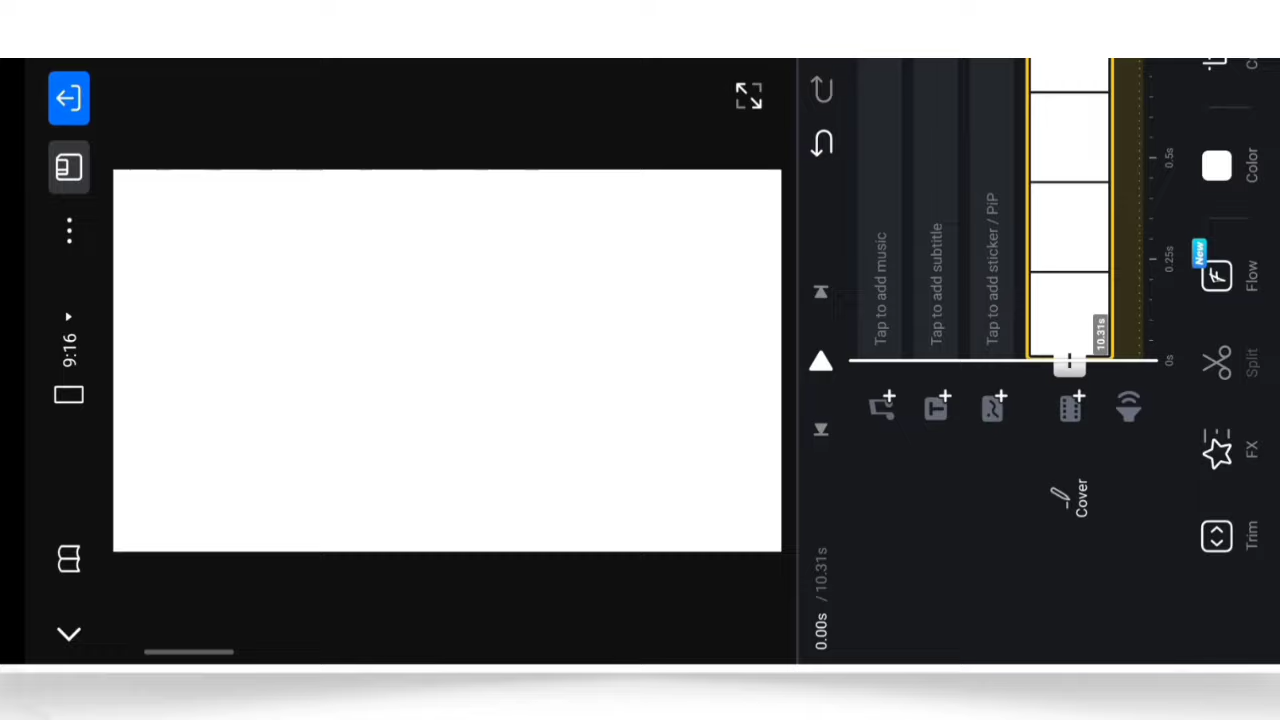 9:16
0.00s / 10.31s
Tap to add music
Tap to add subtitle
Tap to add sticker / PiP
Cover
10.31s
0s
0.25s
0.5s
Trim
FX
Split
New
Flow
Color